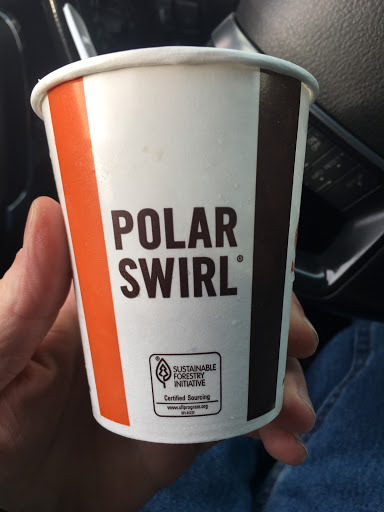 POLAR
SWIRL®
SUSTAINABLE
FORESTRY
INITIATIVE
Certified Sourcing
www.sfiprogram.org